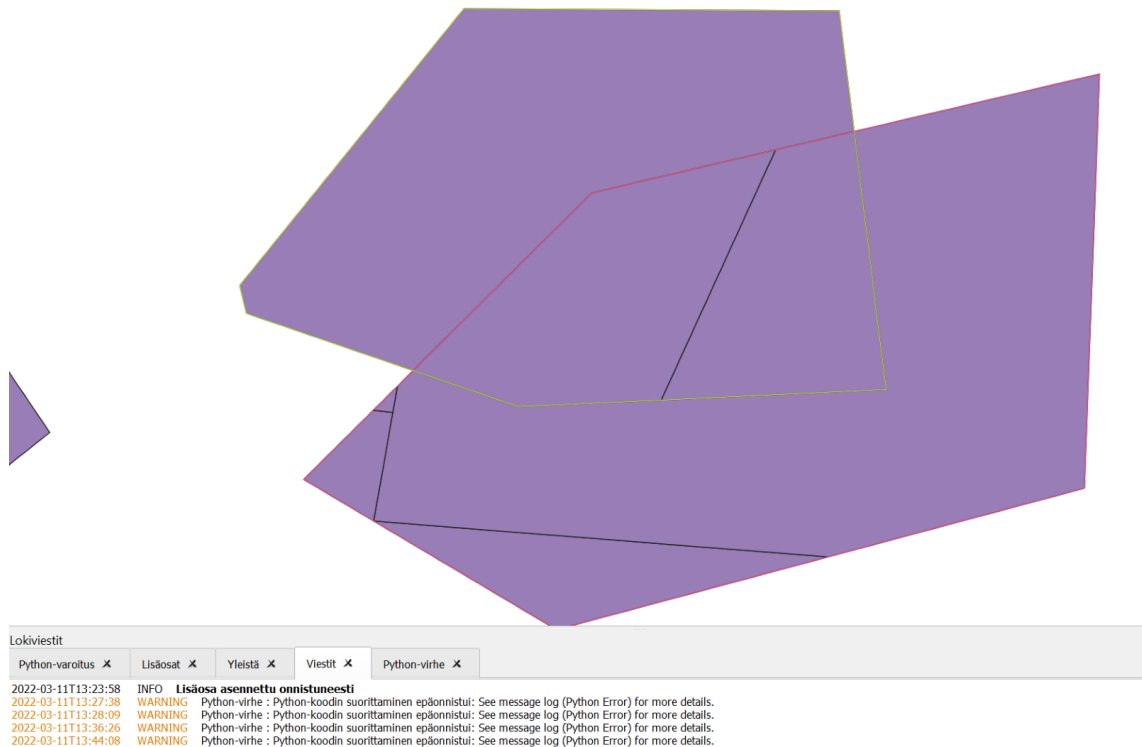 Lokiviestit
Python-varoitus Lisäosat Yleistä Viestit Python-virhe
2022-03-11T13:23:58 INFO Lisäosa asennettu onnistuneesti
2022-03-11T13:27:38 WARNING Python-virhe : Python-koodin suorittaminen epäonnistui: See message log (Python Error) for more details.
2022-03-11T13:28:09 WARNING Python-virhe : Python-koodin suorittaminen epäonnistui: See message log (Python Error) for more details.
2022-03-11T13:36:26 WARNING Python-virhe : Python-koodin suorittaminen epäonnistui: See message log (Python Error) for more details.
2022-03-11T13:44:08 WARNING Python-virhe : Python-koodin suorittaminen epäonnistui: See message log (Python Error) for more details.